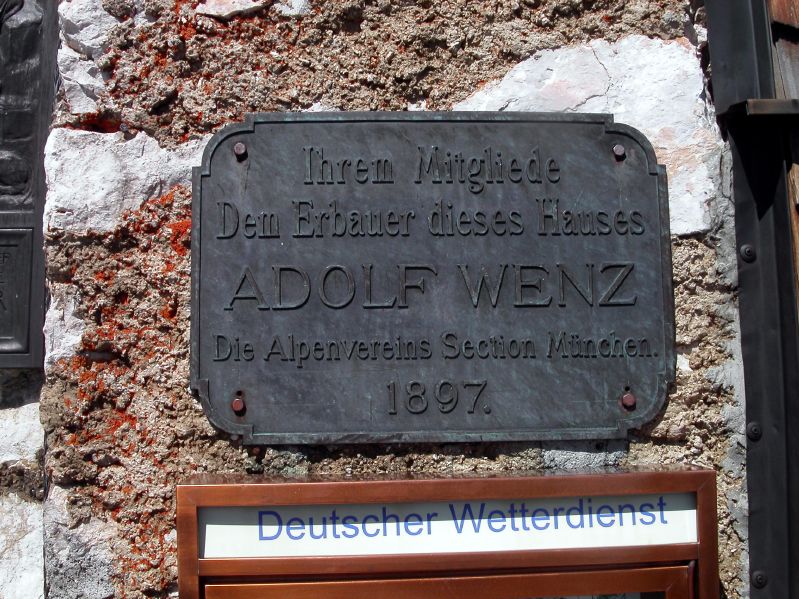 Ihrem Mitgliede
Dem Erbauer dieses Hauses
ADOLF WENZ
Die Alpenvereins Section München.
1897.
Deutscher Wetterdienst